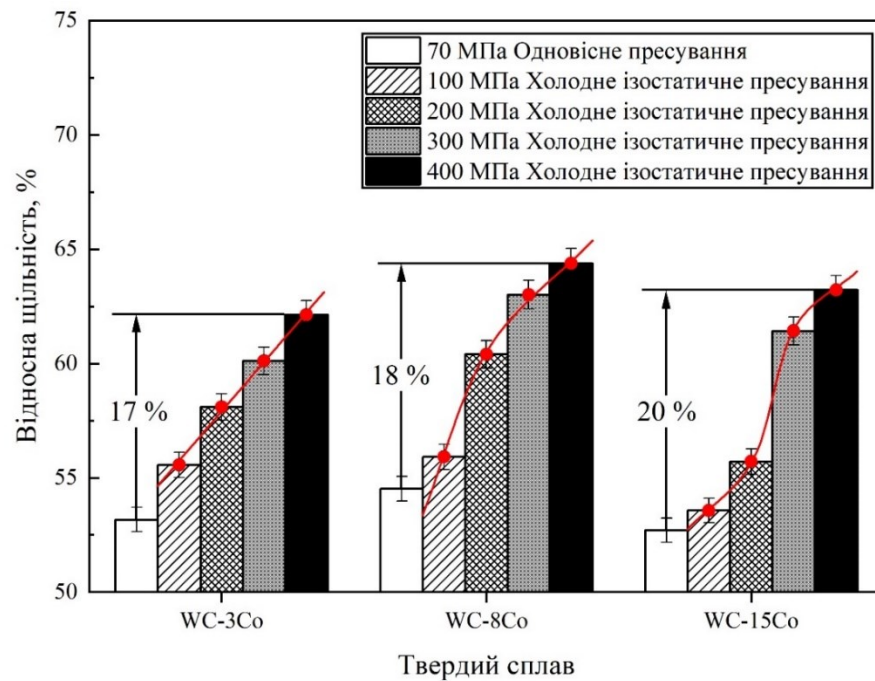 75
70
65
60
55
50
Відносна щільність, %
70 МПа Одновісне пресування
100 МПа Холодне ізостатичне пресування
200 МПа Холодне ізостатичне пресування
300 МПа Холодне ізостатичне пресування
400 МПа Холодне ізостатичне пресування
17 %
18 %
20 %
WC-3Co
WC-8Co
WC-15Co
Твердий сплав